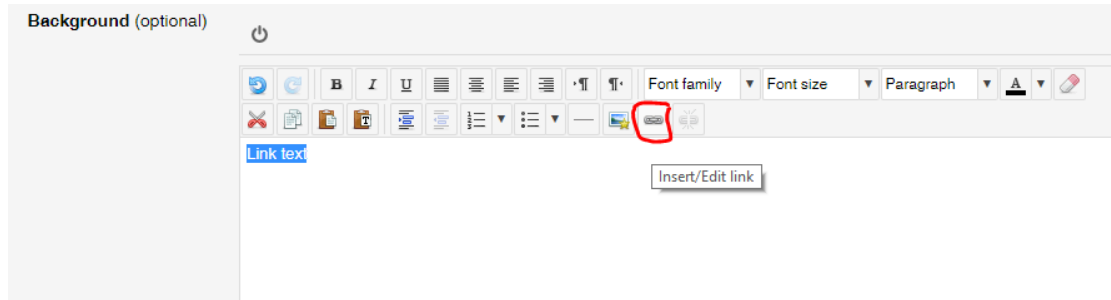 Background (optional)
B I U Font family Font size Paragraph A
Link text
Insert/Edit link